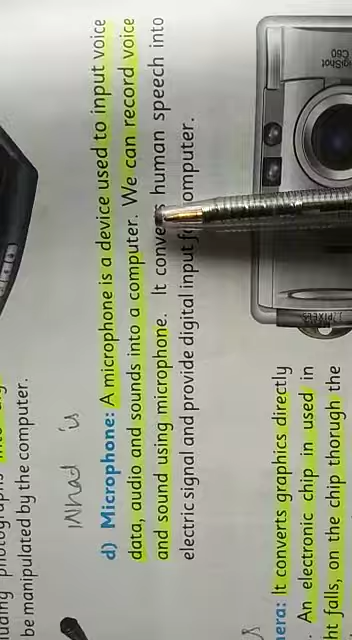 be manipulated by the computer.
What is
d) Microphone: A microphone is a device used to input voice
data, audio and sounds into a computer. We can record voice
and sound using microphone. It human speech into
electric signal and provide digital input computer.
era: It converts graphics directly
An electronic chip in used in
ht falls, on the chip thorugh the